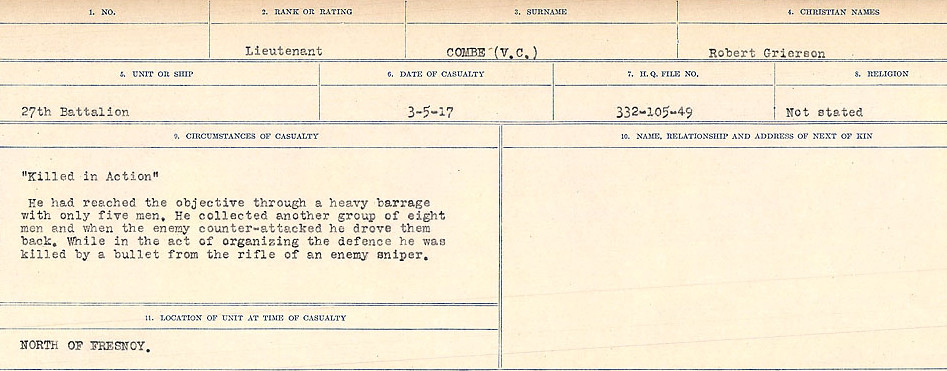 1. NO.
2. RANK OR RATING
3. SURNAME
4. CHRISTIAN NAMES
Lieutenant
COMBE (V.C.)
Robert Grierson
5. UNIT OR SHIP
6. DATE OF CASUALTY
7. H. Q. FILE NO.
8. RELIGION
27th Battalion
3-5-17
332-105-49
Not stated
9. CIRCUMSTANCES OF CASUALTY
"Killed in Action"
He had reached the objective through a heavy barrage
with only five men. He collected another group of eight
men and when the enemy counter-attacked he drove them
back. While in the act of organizing the defence he was
killed by a bullet from the rifle of an enemy sniper.
10. NAME, RELATIONSHIP AND ADDRESS OF NEXT OF KIN
11. LOCATION OF UNIT AT TIME OF CASUALTY
NORTH OF FRESNOY.